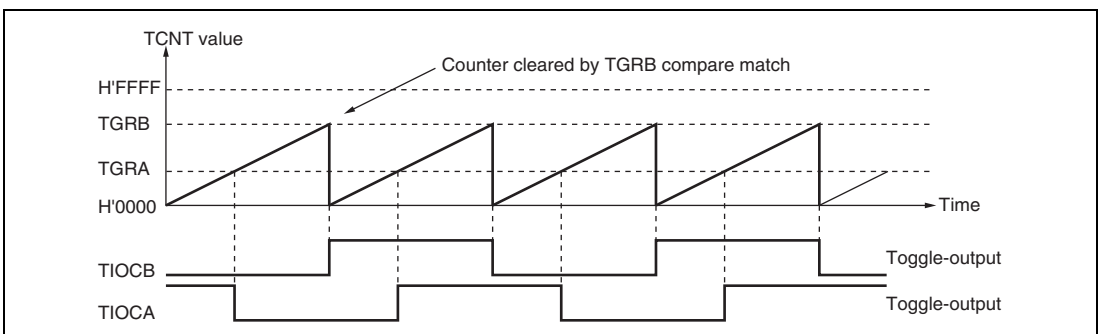 TCNT value
Counter cleared by TGRB compare match
H'FFFF
TGRB
TGRA
H'0000
Time
TIOCB
Toggle-output
TIOCA
Toggle-output